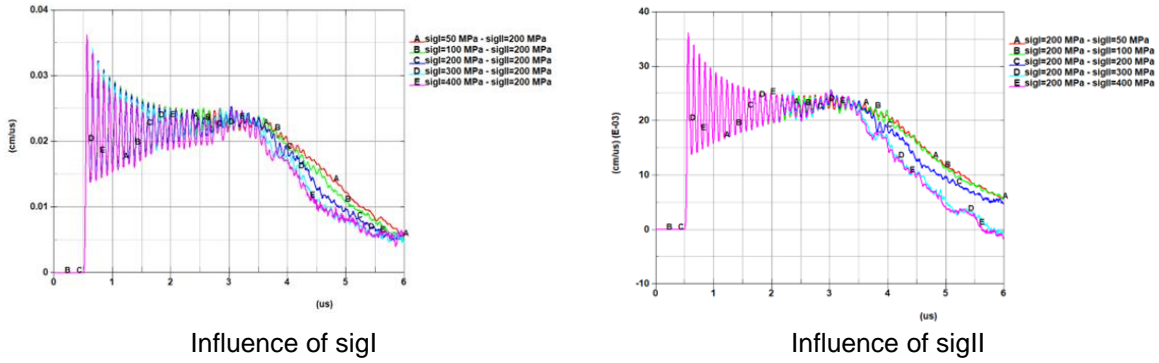 0.04
0.03
0.02
0.01
0
(cm/us)
0
1
2
3
4
5
6
(us)
A sigI=50 MPa - sigII=200 MPa
B sigI=100 MPa - sigII=200 MPa
C sigI=200 MPa - sigII=200 MPa
D sigI=300 MPa - sigII=200 MPa
E sigI=400 MPa - sigII=200 MPa
Influence of sigI
40
30
20
10
0
-10
(cm/us) (E-03)
0
1
2
3
4
5
6
(us)
A sigI=200 MPa - sigII=50 MPa
B sigI=200 MPa - sigII=100 MPa
C sigI=200 MPa - sigII=200 MPa
D sigI=200 MPa - sigII=300 MPa
E sigI=200 MPa - sigII=400 MPa
Influence of sigII